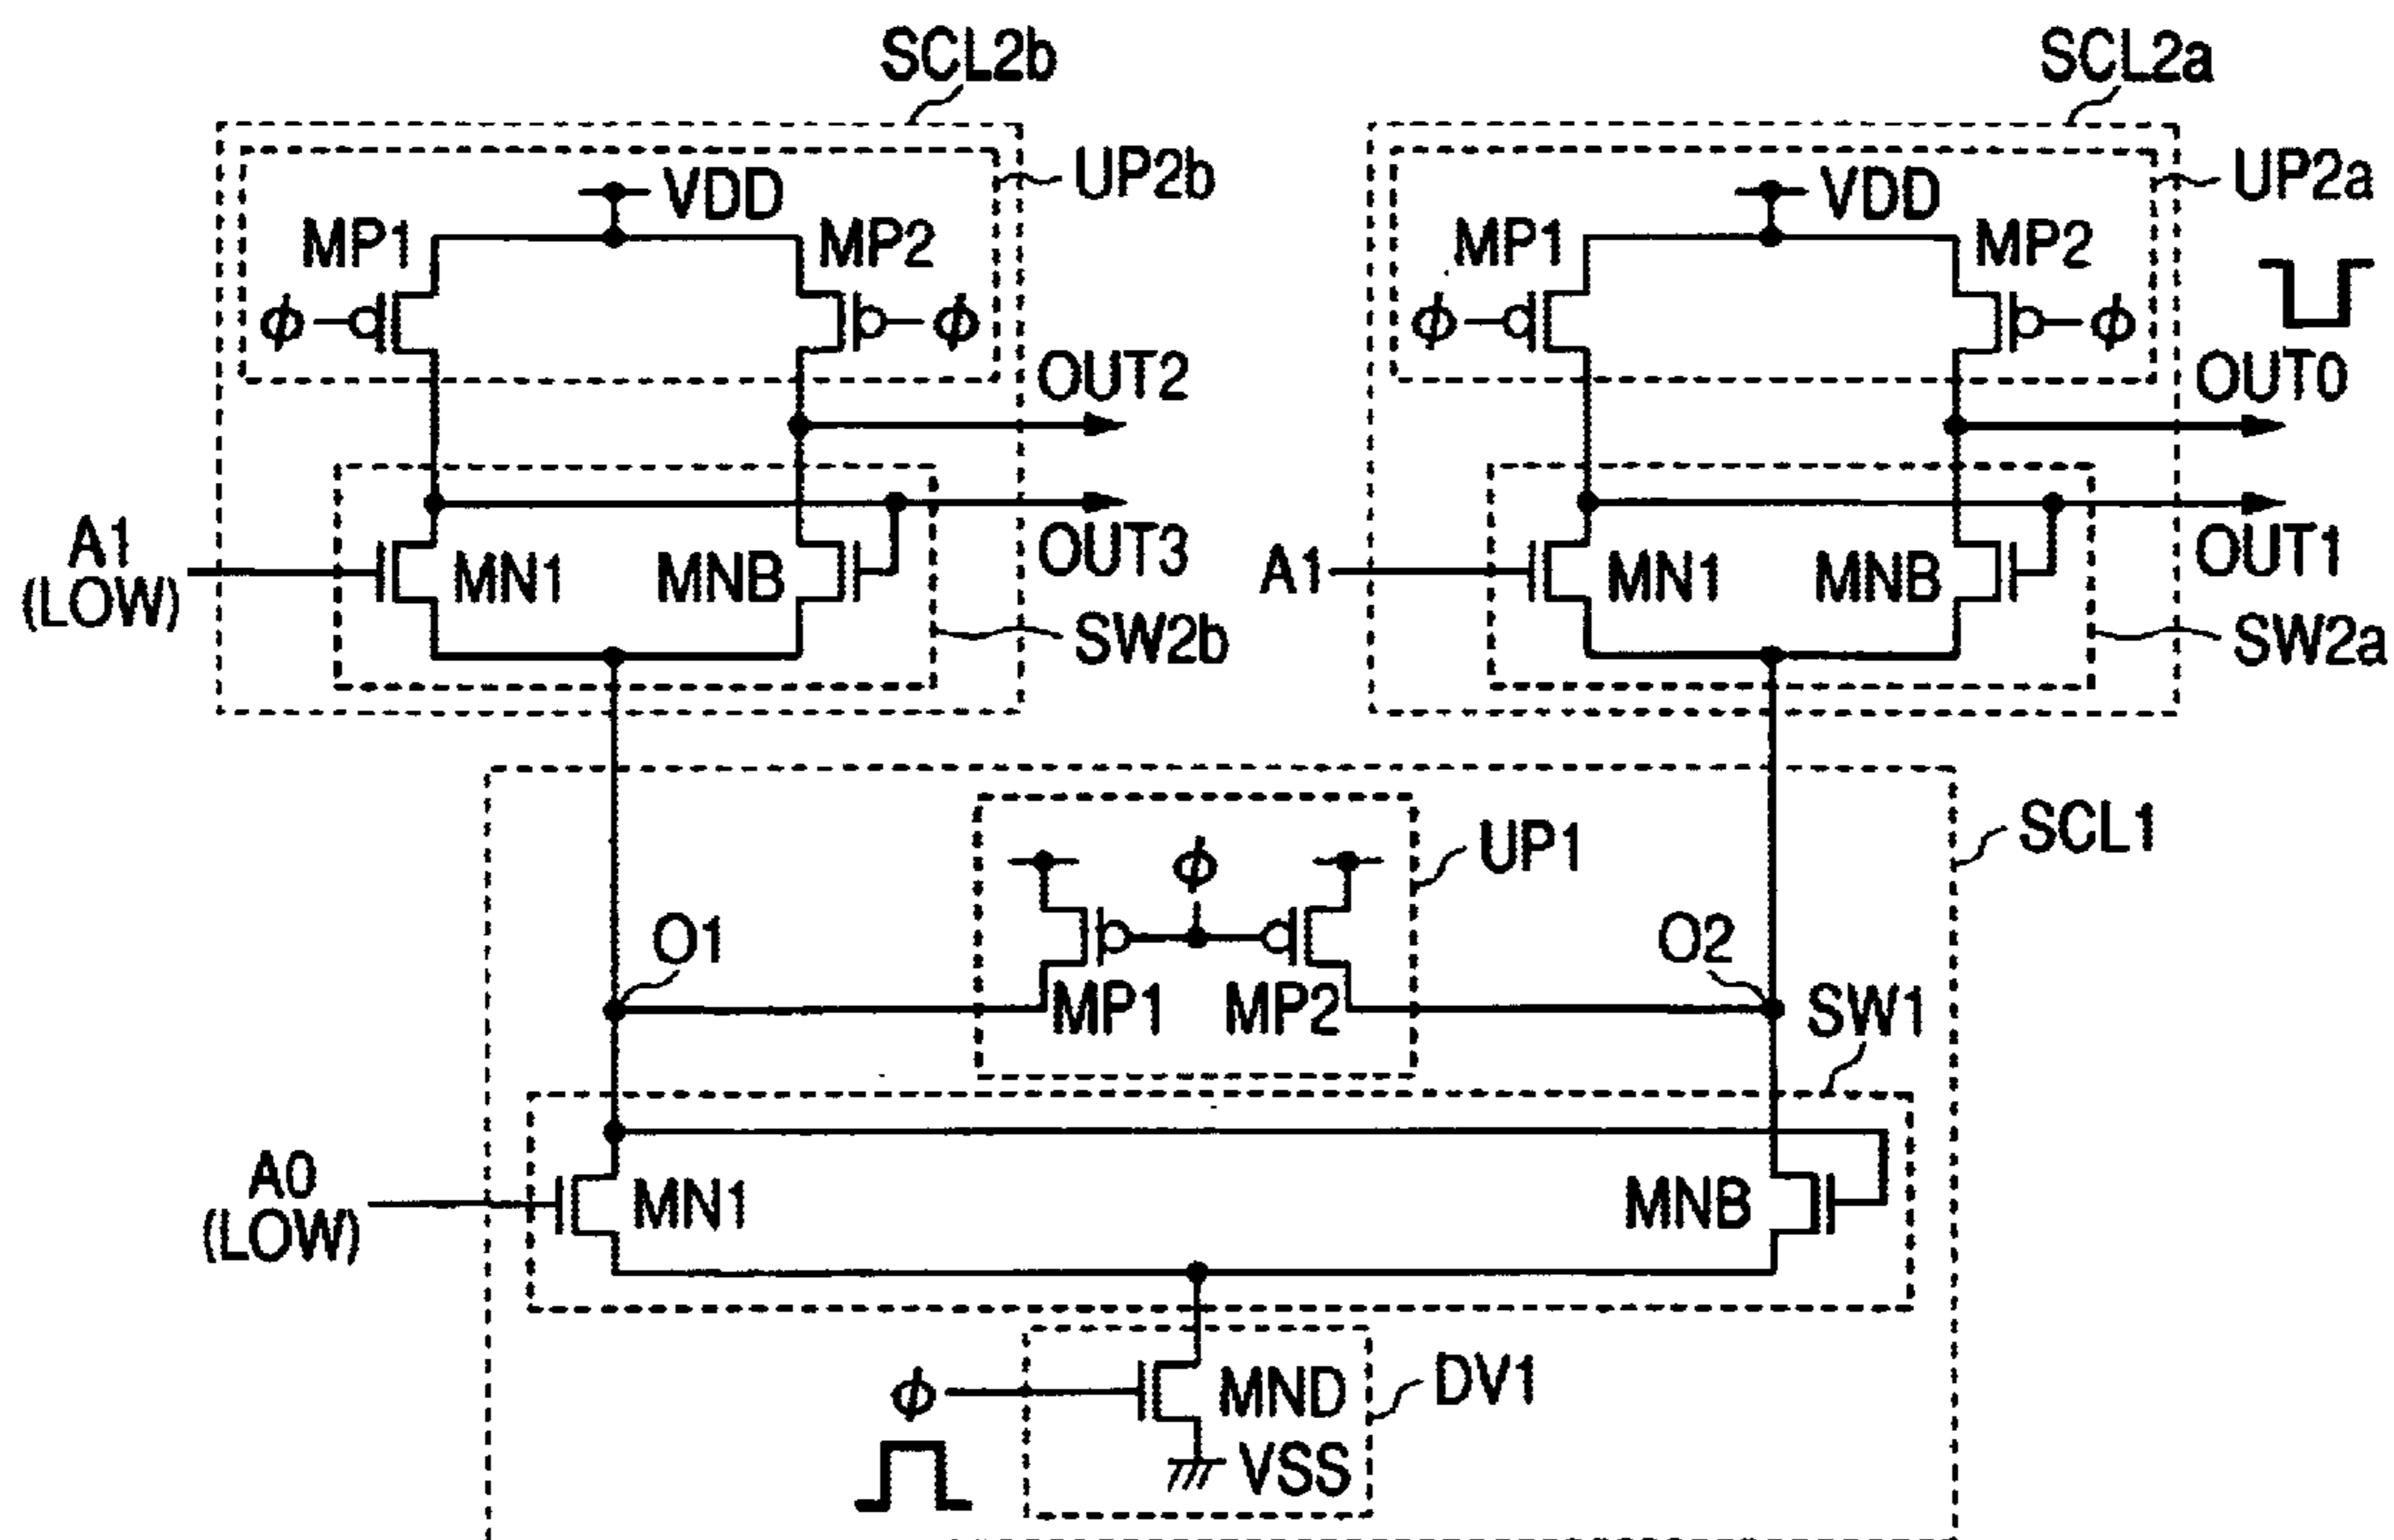 SCL2b
SCL2a
UP2b
UP2a
VDD
VDD
MP1
MP2
MP1
MP2
ϕ
ϕ
ϕ
ϕ
OUT2
OUT0
OUT3
OUT1
A1
(LOW)
MN1
MNB
A1
MN1
MNB
SW2b
SW2a
SCL1
UP1
ϕ
O1
O2
MP1
MP2
SW1
A0
(LOW)
MN1
MNB
ϕ
MND
DV1
VSS